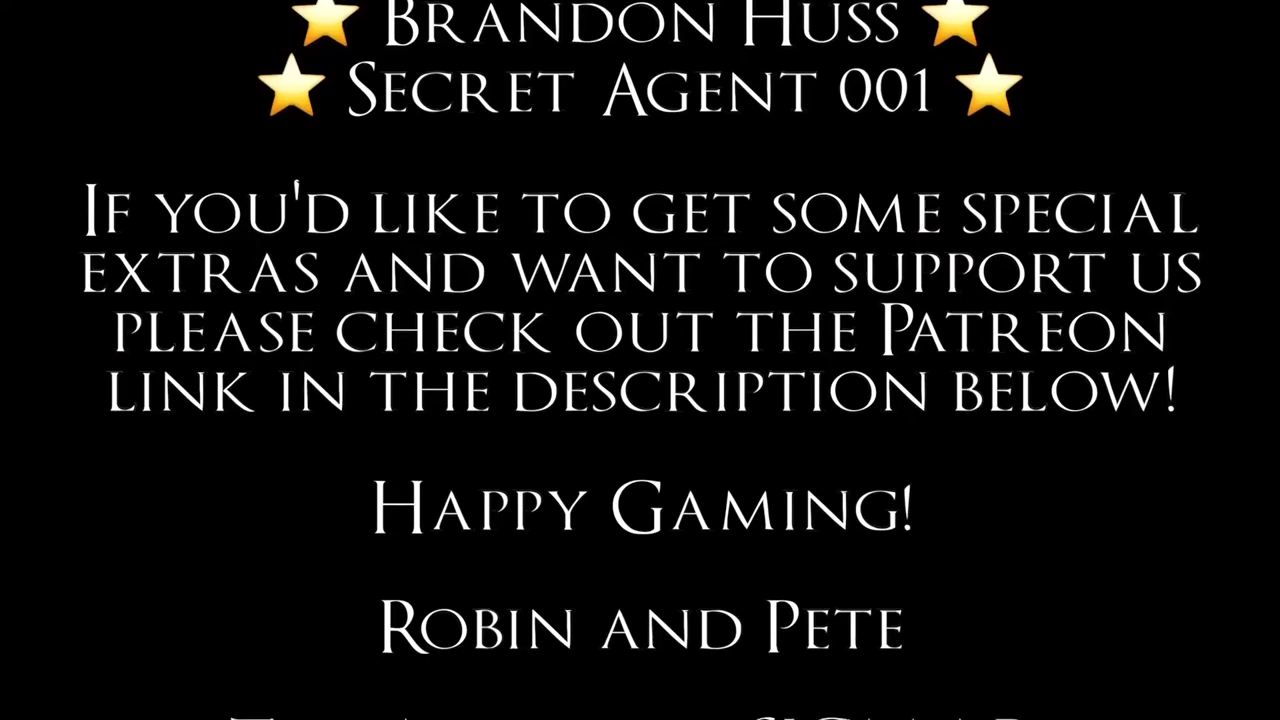 ⭐ Brandon Huss ⭐
⭐ Secret Agent 001 ⭐
If you'd like to get some special
extras and want to support us
please check out the Patreon
link in the description below!
Happy Gaming!
Robin and Pete